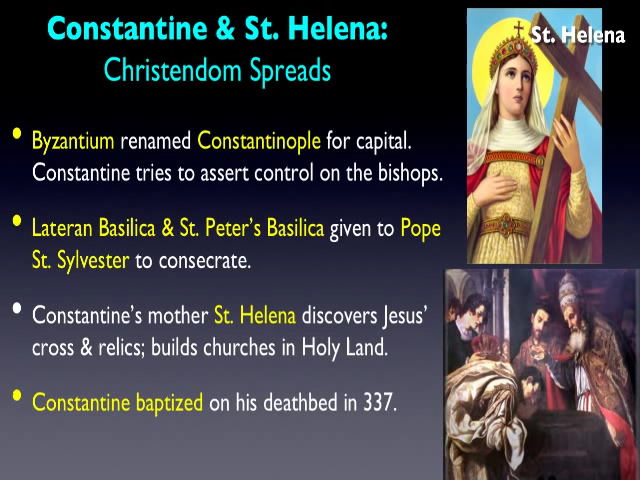 Constantine & St. Helena:
Christendom Spreads
St. Helena
• Byzantium renamed Constantinople for capital.
Constantine tries to assert control on the bishops.
• Lateran Basilica & St. Peter's Basilica given to Pope
St. Sylvester to consecrate.
• Constantine's mother St. Helena discovers Jesus'
cross & relics; builds churches in Holy Land.
• Constantine baptized on his deathbed in 337.